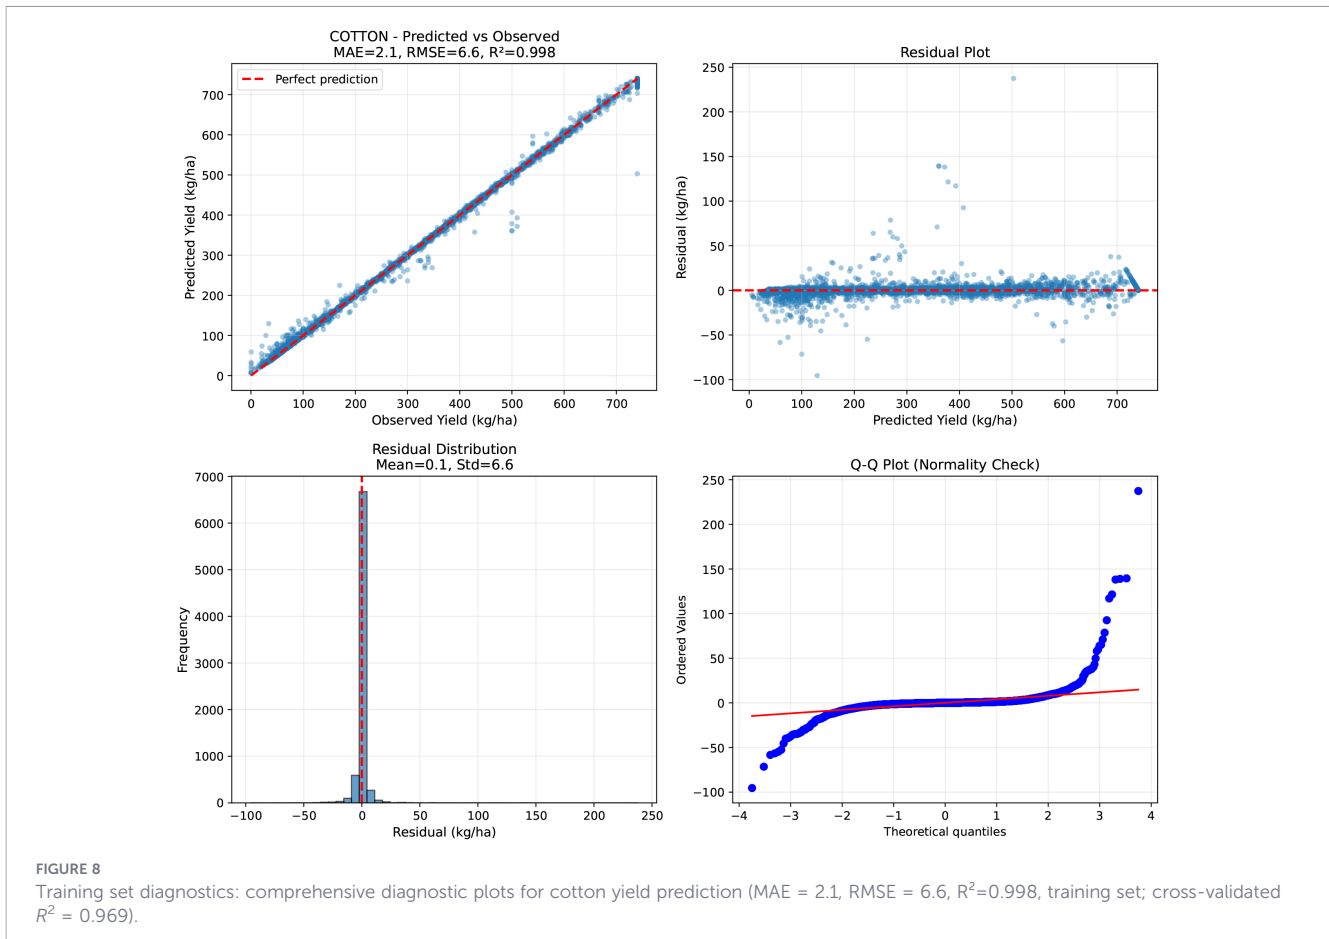 COTTON - Predicted vs Observed
MAE=2.1, RMSE=6.6, R²=0.998
Perfect prediction
Predicted Yield (kg/ha)
700
600
500
400
300
200
100
0
0 100 200 300 400 500 600 700
Observed Yield (kg/ha)
Residual Plot
Residual (kg/ha)
250
200
150
100
50
0
−50
−100
0 100 200 300 400 500 600 700
Predicted Yield (kg/ha)
Residual Distribution
Mean=0.1, Std=6.6
Frequency
7000
6000
5000
4000
3000
2000
1000
0
−100 −50 0 50 100 150 200 250
Residual (kg/ha)
Q-Q Plot (Normality Check)
Ordered Values
250
200
150
100
50
0
−50
−100
−4 −3 −2 −1 0 1 2 3 4
Theoretical quantiles
FIGURE 8
Training set diagnostics: comprehensive diagnostic plots for cotton yield prediction (MAE = 2.1, RMSE = 6.6, R²=0.998, training set; cross-validated
R² = 0.969).